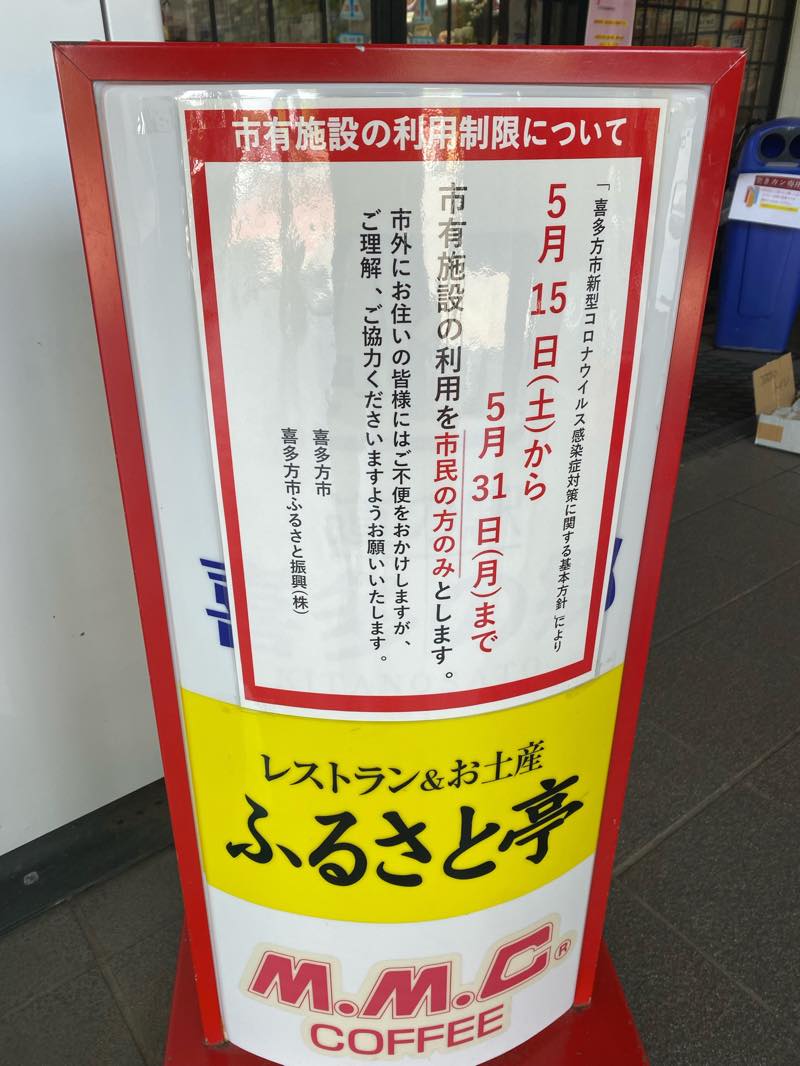 市有施設の利用制限について
「喜多方市新型コロナウイルス感染症対策に関する基本方針」により
5月15日(土)から
5月31日(月)まで
市有施設の利用を市民の方のみとします。
市外にお住いの皆様にはご不便をおかけしますが、
ご理解、ご協力くださいますようお願いいたします。
喜多方市
喜多方市ふるさと振興(株)
レストラン&お土産
ふるさと亭
M.M.C®
COFFEE